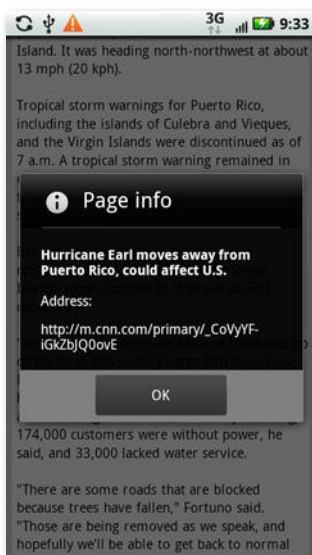 3G 9:33
Island. It was heading north-northwest at about
13 mph (20 kph).
Tropical storm warnings for Puerto Rico,
including the islands of Culebra and Vieques,
and the Virgin Islands were discontinued as of
7 a.m. A tropical storm warning remained in
Page info
Hurricane Earl moves away from
Puerto Rico, could affect U.S.
Address:
http://m.cnn.com/primary/_CoVyYF-
iGkZbJQ0ovE
OK
174,000 customers were without power, he
said, and 33,000 lacked water service.
"There are some roads that are blocked
because trees have fallen," Fortuno said.
"Those are being removed as we speak, and
hopefully we'll be able to get back to normal